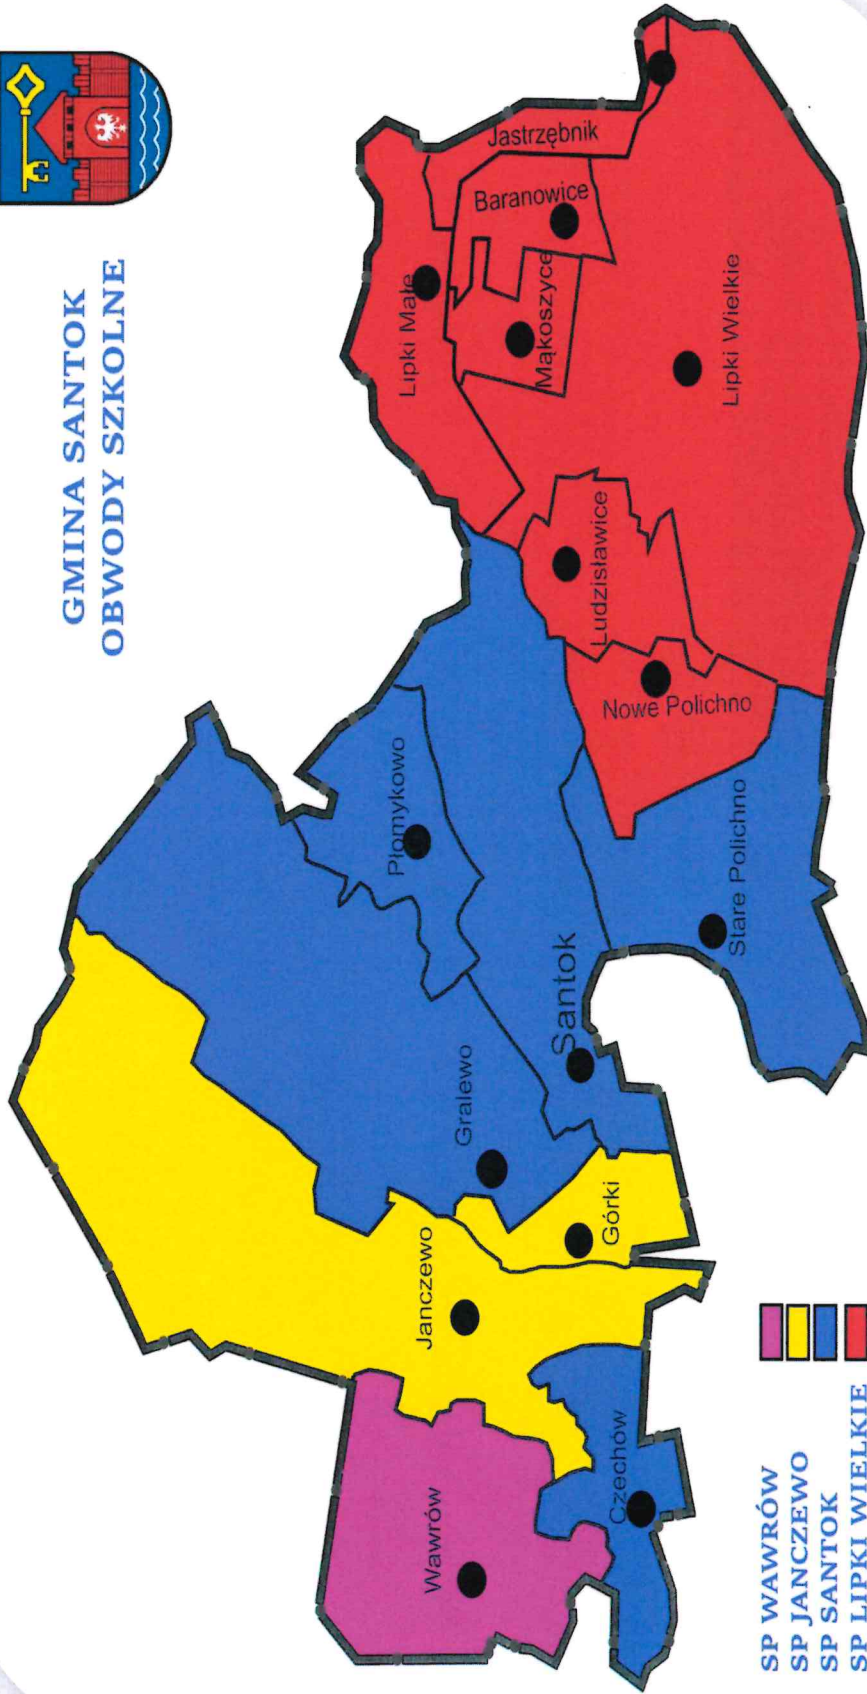 GMINA SANTOK
OBWODY SZKOLNE
Wawrów
Czechów
Janczewo
Górki
Gralewo
Santok
Płomykowo
Stare Polichno
Nowe Polichno
Ludzisławice
Lipki Małe
Mąkoszyce
Baranowice
Jastrzębnik
Lipki Wielkie
SP WAWRÓW
SP JANCZEWO
SP SANTOK
SP LIPKI WIELKIE